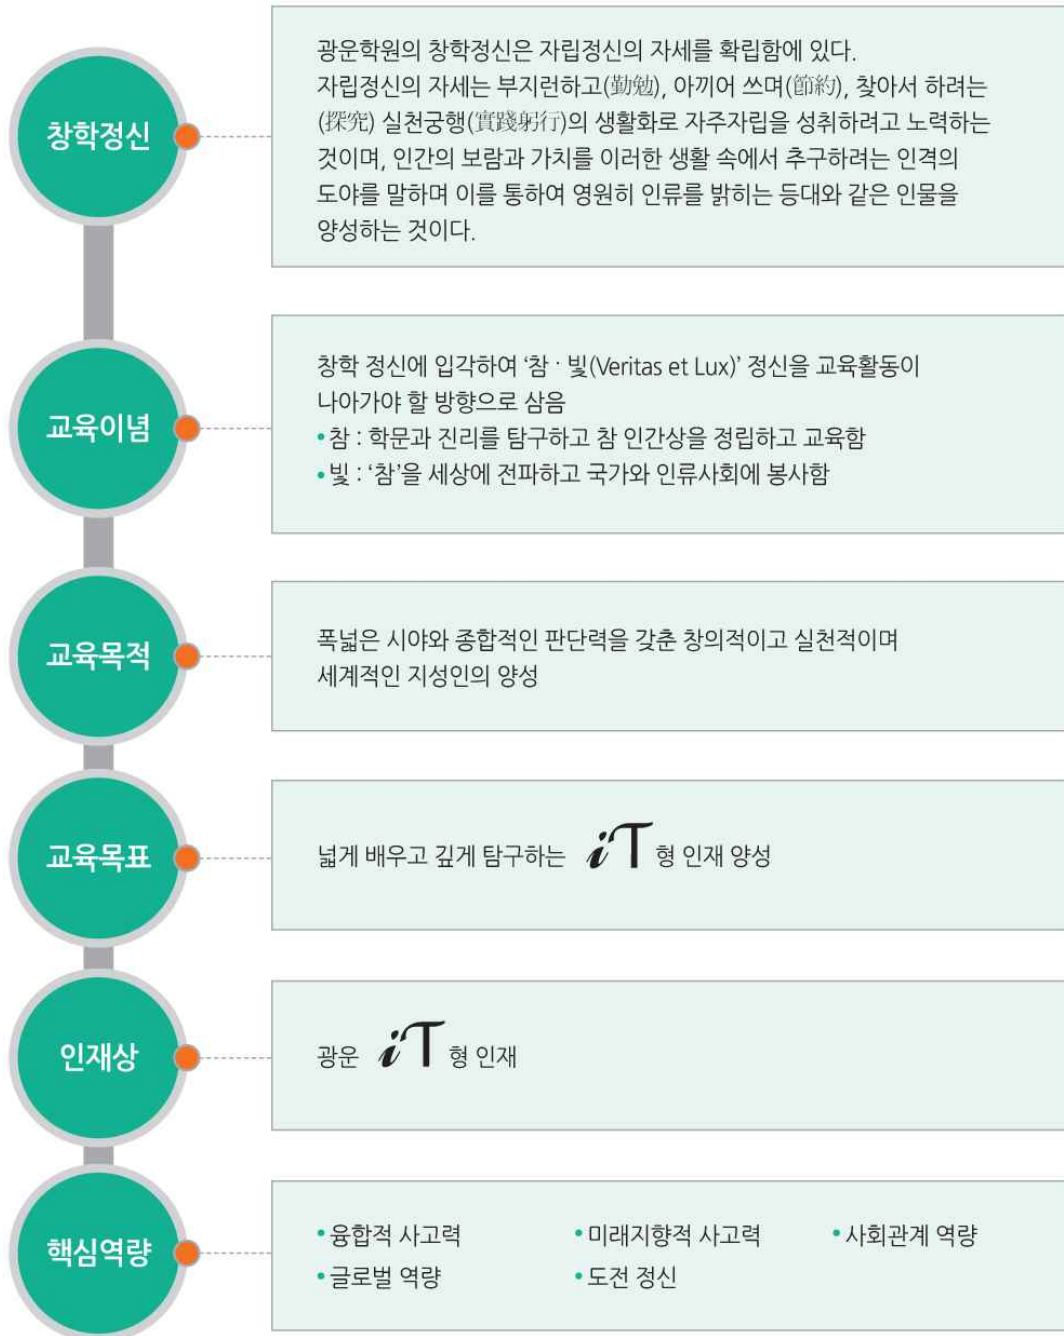 창학정신
광운학원의 창학정신은 자립정신의 자세를 확립함에 있다.
자립정신의 자세는 부지런하고(勤勉), 아끼어 쓰며(節約), 찾아서 하려는
(探究) 실천궁행(實踐躬行)의 생활화로 자주자립을 성취하려고 노력하는
것이며, 인간의 보람과 가치를 이러한 생활 속에서 추구하려는 인격의
도야를 말하며 이를 통하여 영원히 인류를 밝히는 등대와 같은 인물을
양성하는 것이다.
교육이념
창학 정신에 입각하여 ‘참 · 빛(Veritas et Lux)’ 정신을 교육활동이
나아가야 할 방향으로 삼음
• 참 : 학문과 진리를 탐구하고 참 인간상을 정립하고 교육함
• 빛 : ‘참’을 세상에 전파하고 국가와 인류사회에 봉사함
교육목적
폭넓은 시야와 종합적인 판단력을 갖춘 창의적이고 실천적이며
세계적인 지성인의 양성
교육목표
넓게 배우고 깊게 탐구하는 iT 형 인재 양성
인재상
광운 iT 형 인재
핵심역량
• 융합적 사고력 • 미래지향적 사고력 • 사회관계 역량
• 글로벌 역량 • 도전 정신